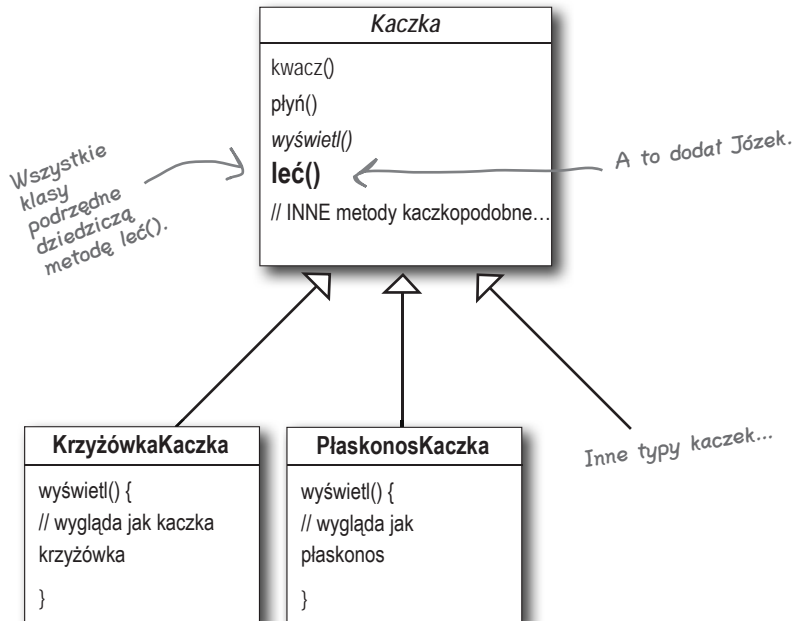 Kaczka
kwacz()
płyń()
wyświetl()
leć()
// INNE metody kaczkopodobne…
Wszystkie
klasy
podrzędne
dziedziczą
metodę leć().
A to dodał Józek.
KrzyżówkaKaczka
wyświetl() {
// wygląda jak kaczka
krzyżówka
}
PłaskonosKaczka
wyświetl() {
// wygląda jak
płaskonos
}
Inne typy kaczek...